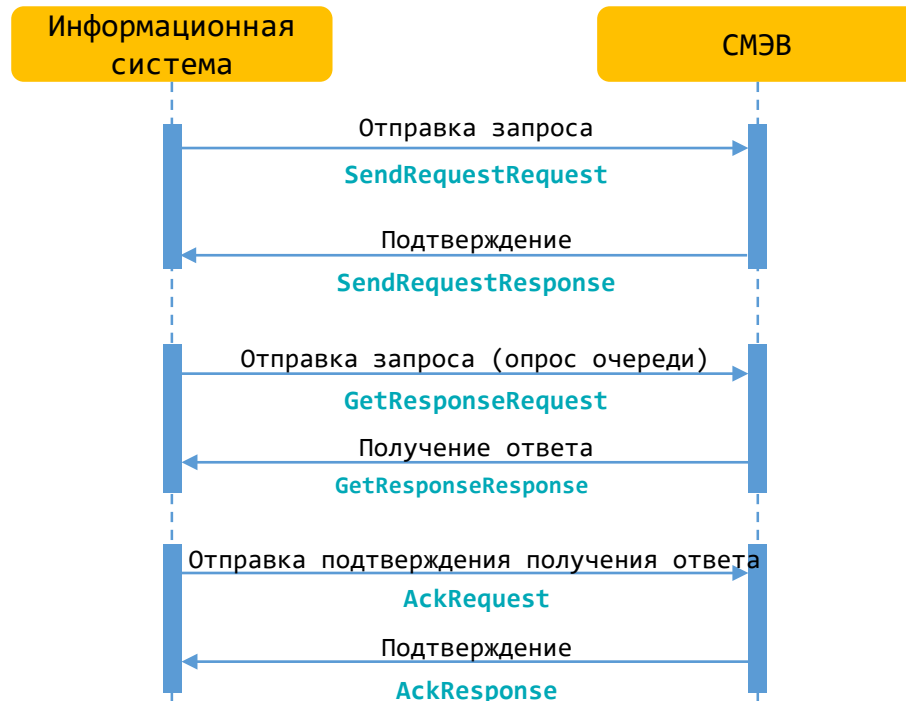 Информационная
система
СМЭВ
Отправка запроса
SendRequestRequest
Подтверждение
SendRequestResponse
Отправка запроса (опрос очереди)
GetResponseRequest
Получение ответа
GetResponseResponse
Отправка подтверждения получения ответа
AckRequest
Подтверждение
AckResponse